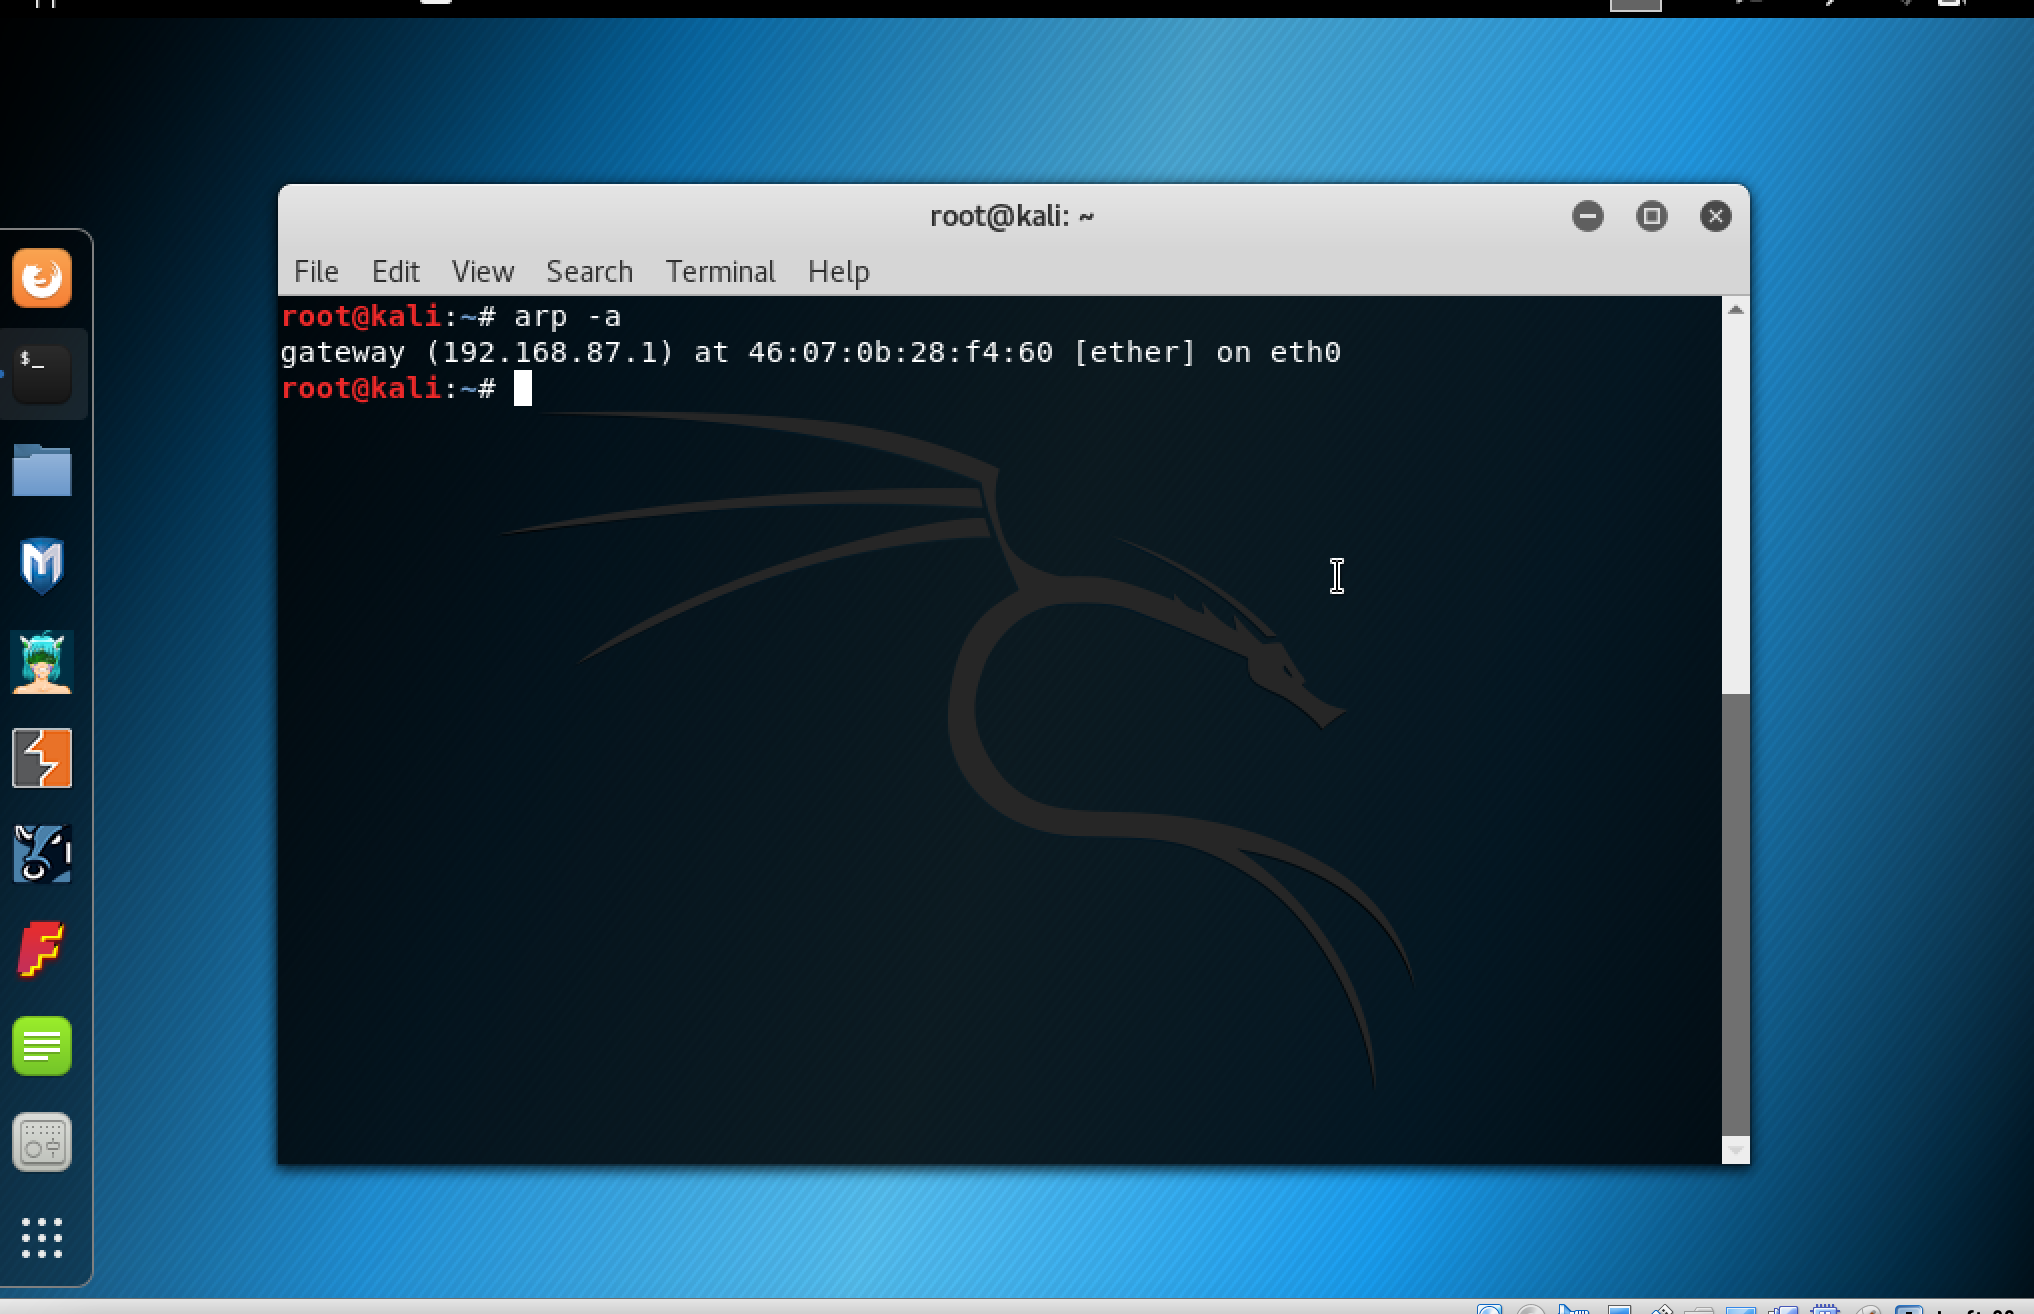 root@kali: ~
File Edit View Search Terminal Help
root@kali:~# arp -a
gateway (192.168.87.1) at 46:07:0b:28:f4:60 [ether] on eth0
root@kali:~#
$_